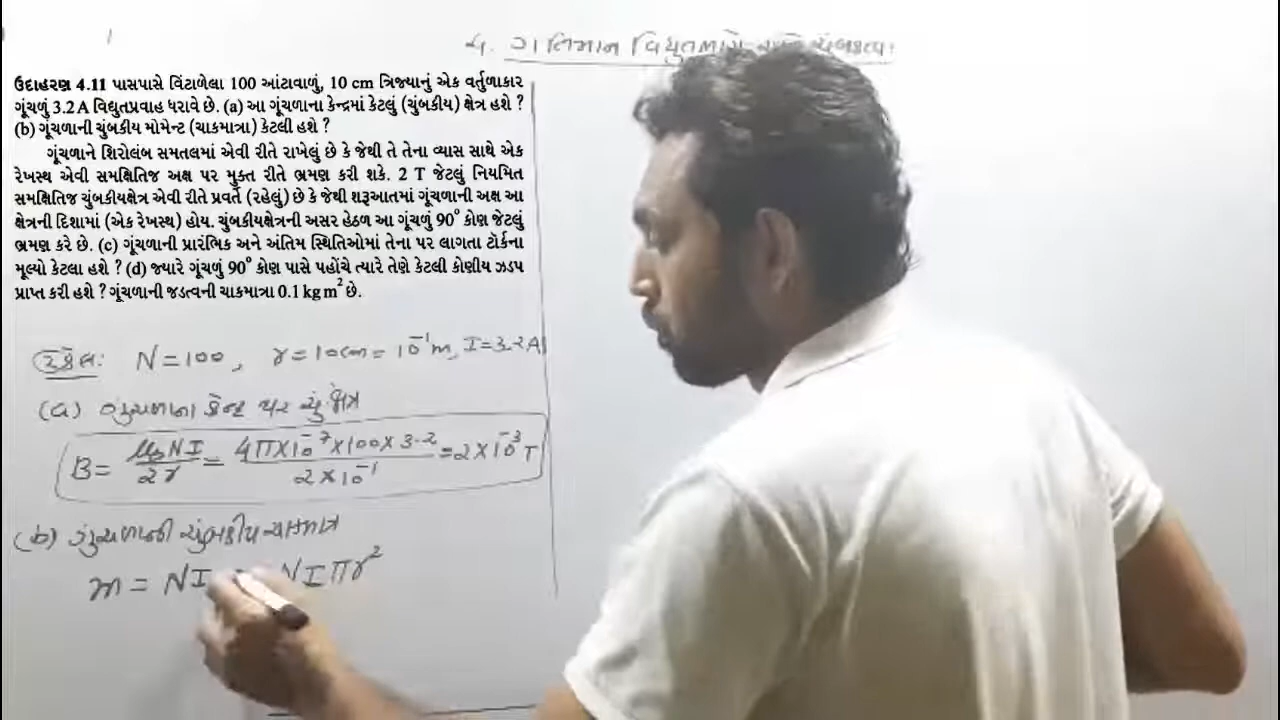 4. ગતિમાન વિદ્યુતભારો અને ચુંબકત્વ
ઉદાહરણ 4.11 પાસપાસે વિંટાળેલા 100 આંટાવાળું, 10 cm ત્રિજ્યાનું એક વર્તુળાકાર
ગૂંચળું 3.2 A વિદ્યુતપ્રવાહ ધરાવે છે. (a) આ ગૂંચળાના કેન્દ્રમાં કેટલું (ચુંબકીય) ક્ષેત્ર હશે ?
(b) ગૂંચળાની ચુંબકીય મોમેન્ટ (ચાકમાત્રા) કેટલી હશે ?
ગૂંચળાને શિરોલંબ સમતલમાં એવી રીતે રાખેલું છે કે જેથી તે તેના વ્યાસ સાથે એક
રેખસ્થ એવી સમક્ષિતિજ અક્ષ પર મુક્ત રીતે ભ્રમણ કરી શકે. 2 T જેટલું નિયમિત
સમક્ષિતિજ ચુંબકીયક્ષેત્ર એવી રીતે પ્રવર્તે (રહેલું) છે કે જેથી શરૂઆતમાં ગૂંચળાની અક્ષ આ
ક્ષેત્રની દિશામાં (એક રેખસ્થ) હોય. ચુંબકીયક્ષેત્રની અસર હેઠળ આ ગૂંચળું 90° કોણ જેટલું
ભ્રમણ કરે છે. (c) ગૂંચળાની પ્રારંભિક અને અંતિમ સ્થિતિઓમાં તેના પર લાગતા ટૉર્કના
મૂલ્યો કેટલા હશે ? (d) જ્યારે ગૂંચળું 90° કોણ પાસે પહોંચે ત્યારે તેણે કેટલી કોણીય ઝડપ
પ્રાપ્ત કરી હશે ? ગૂંચળાની જડત્વની ચાકમાત્રા 0.1 kg m² છે.
ઉકેલ: N = 100, r = 10cm = 10⁻¹m, I = 3.2 A
(a) ગુંચળાના કેન્દ્ર પર ચું ક્ષેત્ર
B = μ₀NI/2r = 4π×10⁻⁷×100×3.2/2×10⁻¹ = 2×10⁻³ T
(b) ગુંચળાની ચુંબકીય ચાકમાત્રા
m = NI NIπr²